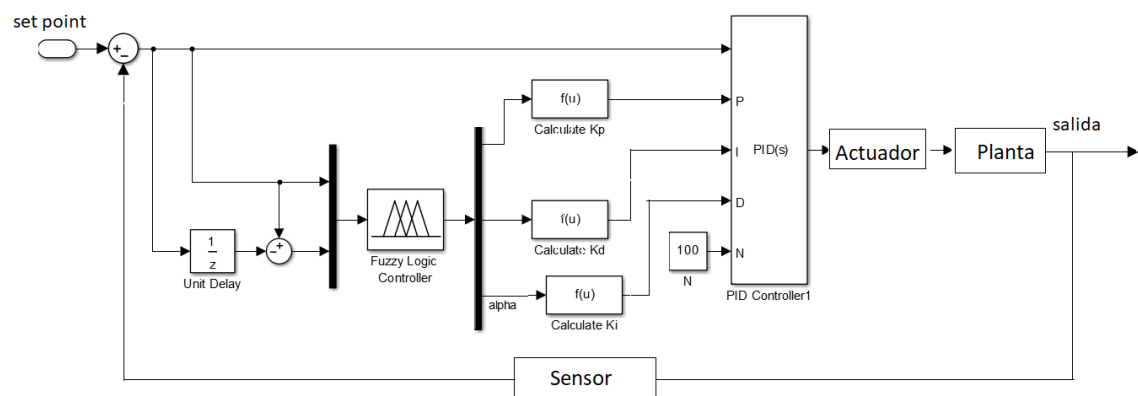 set point
+
−
f(u)
Calculate Kp
P
I
PID(s)
D
N
PID Controller1
Actuador
Planta
salida
f(u)
Calculate Kd
100
N
Fuzzy Logic
Controller
1
z
Unit Delay
−
+
alpha
f(u)
Calculate Ki
Sensor